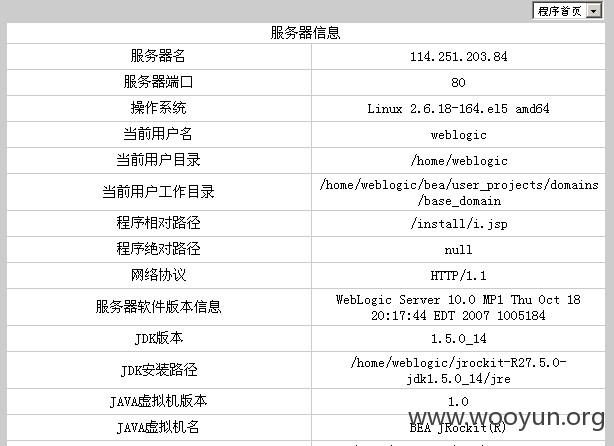 程序首页
服务器信息
服务器名 114.251.203.84
服务器端口 80
操作系统 Linux 2.6.18-164.el5 amd64
当前用户名 weblogic
当前用户目录 /home/weblogic
当前用户工作目录 /home/weblogic/bea/user_projects/domains
/base_domain
程序相对路径 /install/i.jsp
程序绝对路径 null
网络协议 HTTP/1.1
服务器软件版本信息 WebLogic Server 10.0 MP1 Thu Oct 18
20:17:44 EDT 2007 1005184
JDK版本 1.5.0_14
JDK安装路径 /home/weblogic/jrockit-R27.5.0-
jdk1.5.0_14/jre
JAVA虚拟机版本 1.0
JAVA虚拟机名 BEA JRockit(R)
www.wooyun.org